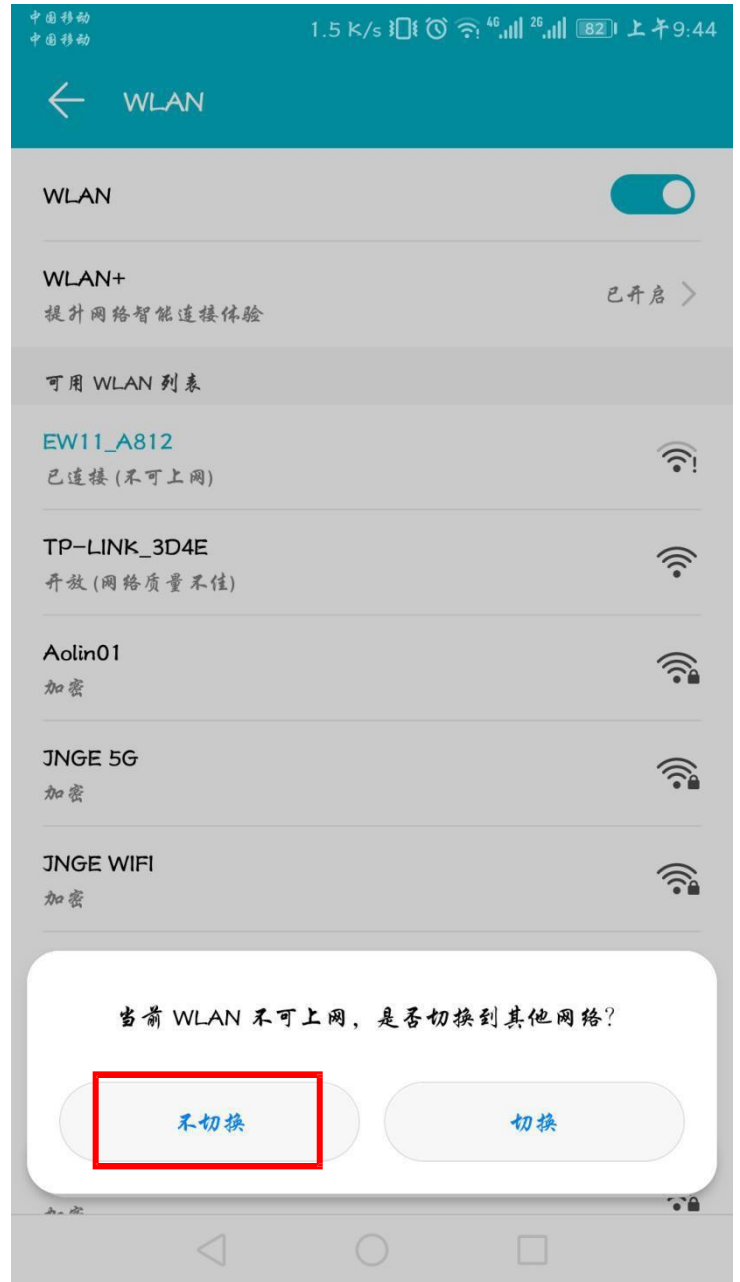 中国移动
中国移动
1.5 K/s 4G 2G 82 上午9:44
WLAN
WLAN
WLAN+
提升网络智能连接体验
已开启
可用 WLAN 列表
EW11_A812
已连接 (不可上网)
TP-LINK_3D4E
开放 (网络质量不佳)
Aolin01
加密
JNGE 5G
加密
JNGE WIFI
加密
当前 WLAN 不可上网，是否切换到其他网络?
不切换
切换
加密